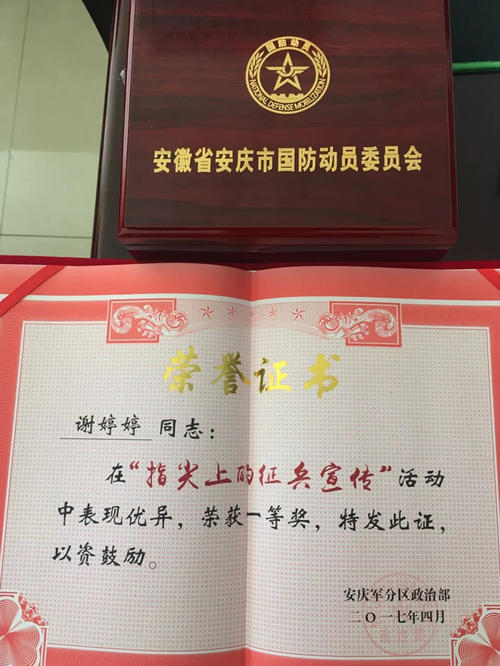 国防动员
NATIONAL DEFENSE MOBILIZATION
安徽省安庆市国防动员委员会
荣誉证书
谢婷婷 同志：
在“指尖上的征兵宣传”活动
中表现优异，荣获一等奖，特发此证，
以资鼓励。
安庆军分区政治部
二〇一七年四月